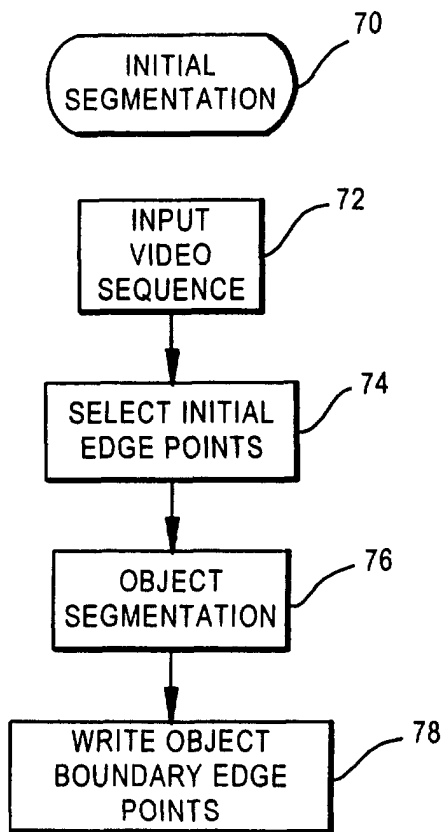 70
INITIAL
SEGMENTATION
72
INPUT
VIDEO
SEQUENCE
74
SELECT INITIAL
EDGE POINTS
76
OBJECT
SEGMENTATION
78
WRITE OBJECT
BOUNDARY EDGE
POINTS